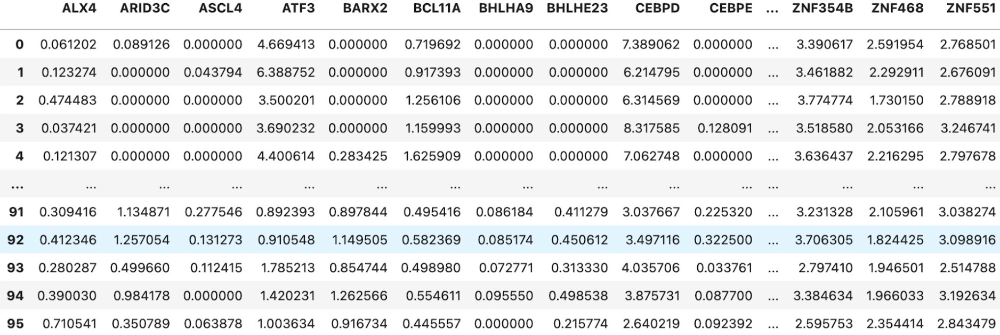 ALX4 ARID3C ASCL4 ATF3 BARX2 BCL11A BHLHA9 BHLHE23 CEBPD CEBPE ... ZNF354B ZNF468 ZNF551
0 0.061202 0.089126 0.000000 4.669413 0.000000 0.719692 0.000000 0.000000 7.389062 0.000000 ... 3.390617 2.591954 2.768501
1 0.123274 0.000000 0.043794 6.388752 0.000000 0.917393 0.000000 0.000000 6.214795 0.000000 ... 3.461882 2.292911 2.676091
2 0.474483 0.000000 0.000000 3.500201 0.000000 1.256106 0.000000 0.000000 6.314569 0.000000 ... 3.774774 1.730150 2.788918
3 0.037421 0.000000 0.000000 3.690232 0.000000 1.159993 0.000000 0.000000 8.317585 0.128091 ... 3.518580 2.053166 3.246741
4 0.121307 0.000000 0.000000 4.400614 0.283425 1.625909 0.000000 0.000000 7.062748 0.000000 ... 3.636437 2.216295 2.797678
... ... ... ... ... ... ... ... ... ... ... ... ... ... ...
91 0.309416 1.134871 0.277546 0.892393 0.897844 0.495416 0.086184 0.411279 3.037667 0.225320 ... 3.231328 2.105961 3.038274
92 0.412346 1.257054 0.131273 0.910548 1.149505 0.582369 0.085174 0.450612 3.497116 0.322500 ... 3.706305 1.824425 3.098916
93 0.280287 0.499660 0.112415 1.785213 0.854744 0.498980 0.072771 0.313330 4.035706 0.033761 ... 2.797410 1.946501 2.514788
94 0.390030 0.984178 0.000000 1.420231 1.262566 0.554611 0.095550 0.498538 3.875731 0.087700 ... 3.384634 1.966033 3.192634
95 0.710541 0.350789 0.063878 1.003634 0.916734 0.445557 0.000000 0.215774 2.640219 0.092392 ... 2.595753 2.354414 2.843479